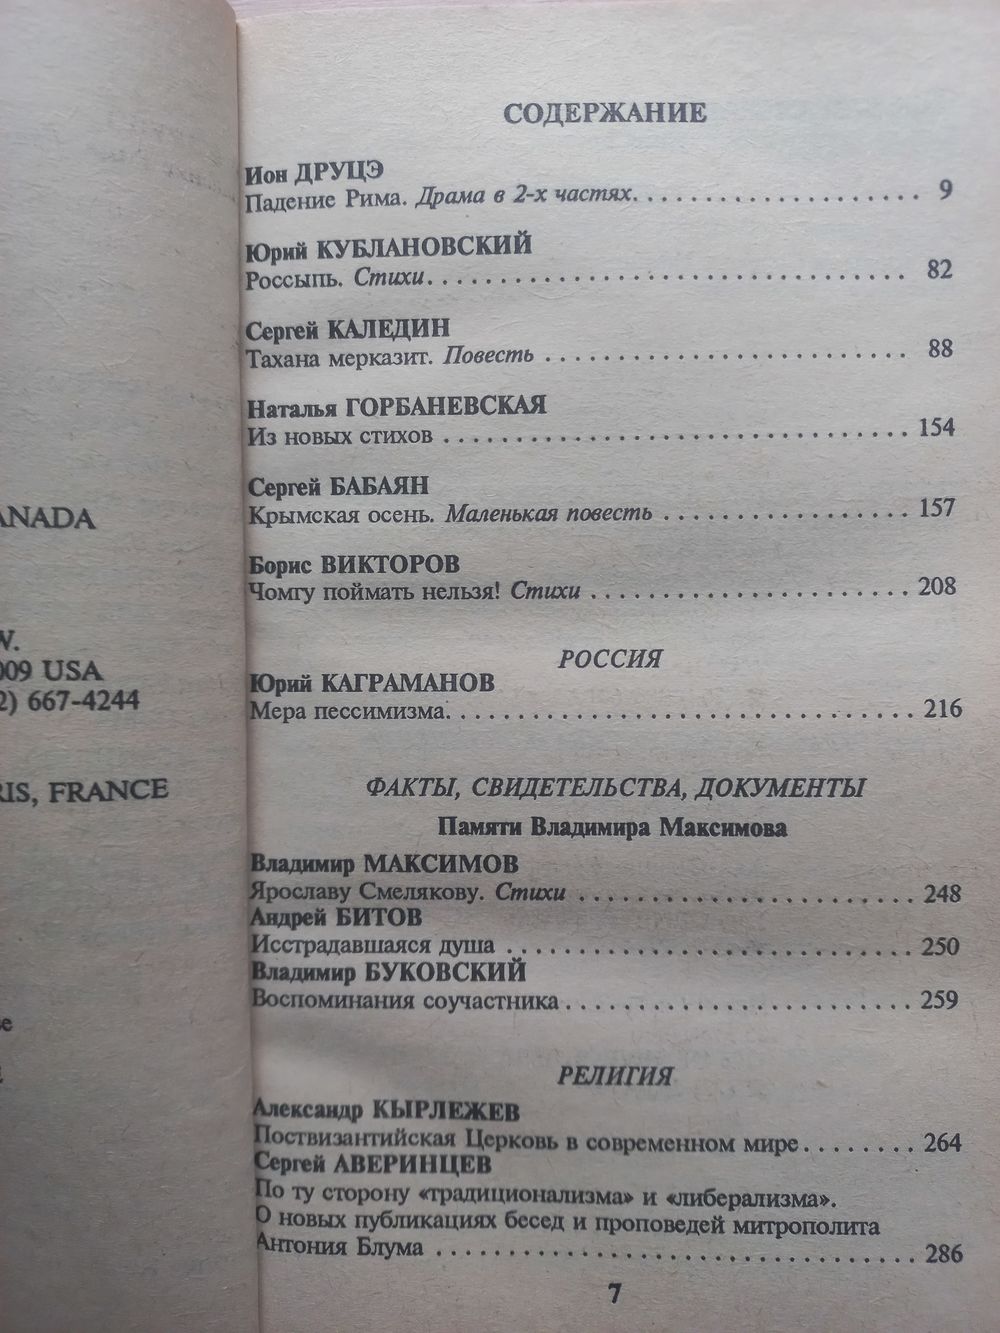 ANADA
W.
009 USA
2) 667-4244
RIS, FRANCE
СОДЕРЖАНИЕ
Ион ДРУЦЭ
Падение Рима. Драма в 2-х частях. . . . . . . . . . . . . . . . . . . . 9
Юрий КУБЛАНОВСКИЙ
Россыпь. Стихи. . . . . . . . . . . . . . . . . . . . . . . . . . . . . . . . . 82
Сергей КАЛЕДИН
Тахана мерказит. Повесть . . . . . . . . . . . . . . . . . . . . . . . . . 88
Наталья ГОРБАНЕВСКАЯ
Из новых стихов . . . . . . . . . . . . . . . . . . . . . . . . . . . . . . . . 154
Сергей БАБАЯН
Крымская осень. Маленькая повесть . . . . . . . . . . . . . . . . . 157
Борис ВИКТОРОВ
Чомгу поймать нельзя! Стихи . . . . . . . . . . . . . . . . . . . . . . 208
РОССИЯ
Юрий КАГРАМАНОВ
Мера пессимизма. . . . . . . . . . . . . . . . . . . . . . . . . . . . . . . . 216
ФАКТЫ, СВИДЕТЕЛЬСТВА, ДОКУМЕНТЫ
Памяти Владимира Максимова
Владимир МАКСИМОВ
Ярославу Смелякову. Стихи . . . . . . . . . . . . . . . . . . . . . . . 248
Андрей БИТОВ
Исстрадавшаяся душа . . . . . . . . . . . . . . . . . . . . . . . . . . . . 250
Владимир БУКОВСКИЙ
Воспоминания соучастника . . . . . . . . . . . . . . . . . . . . . . . . 259
РЕЛИГИЯ
Александр КЫРЛЕЖЕВ
Поствизантийская Церковь в современном мире . . . . . . . . 264
Сергей АВЕРИНЦЕВ
По ту сторону «традиционализма» и «либерализма».
О новых публикациях бесед и проповедей митрополита
Антония Блума . . . . . . . . . . . . . . . . . . . . . . . . . . . . . . . . . 286
7